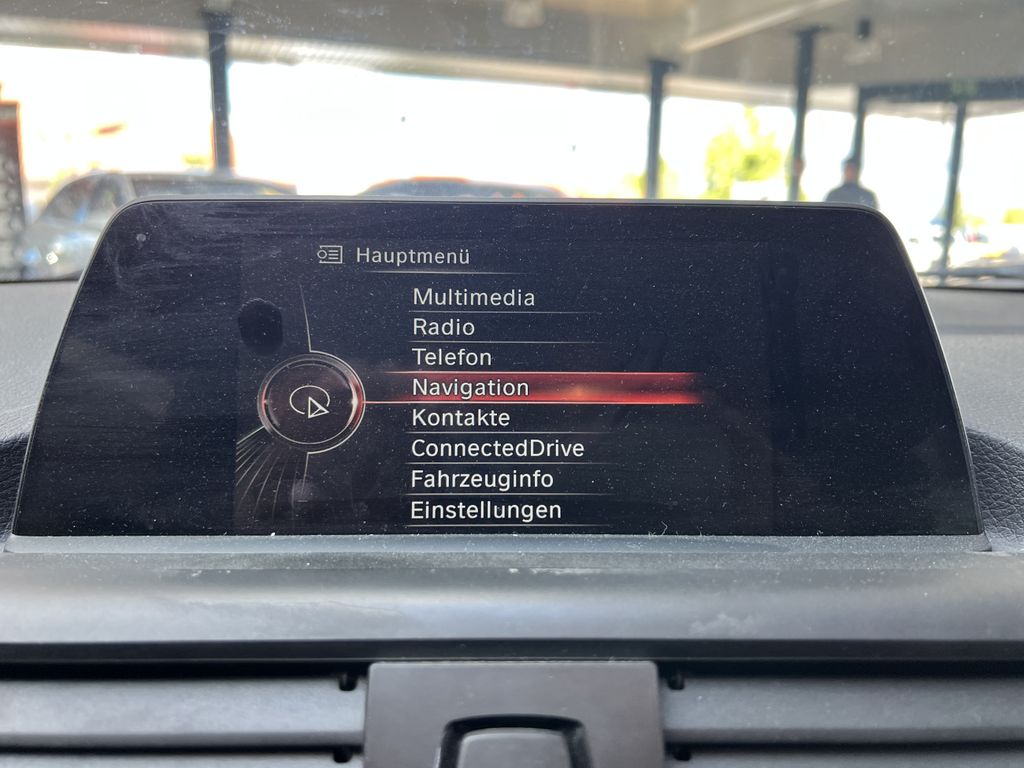 Hauptmenü
Multimedia
Radio
Telefon
Navigation
Kontakte
ConnectedDrive
Fahrzeuginfo
Einstellungen